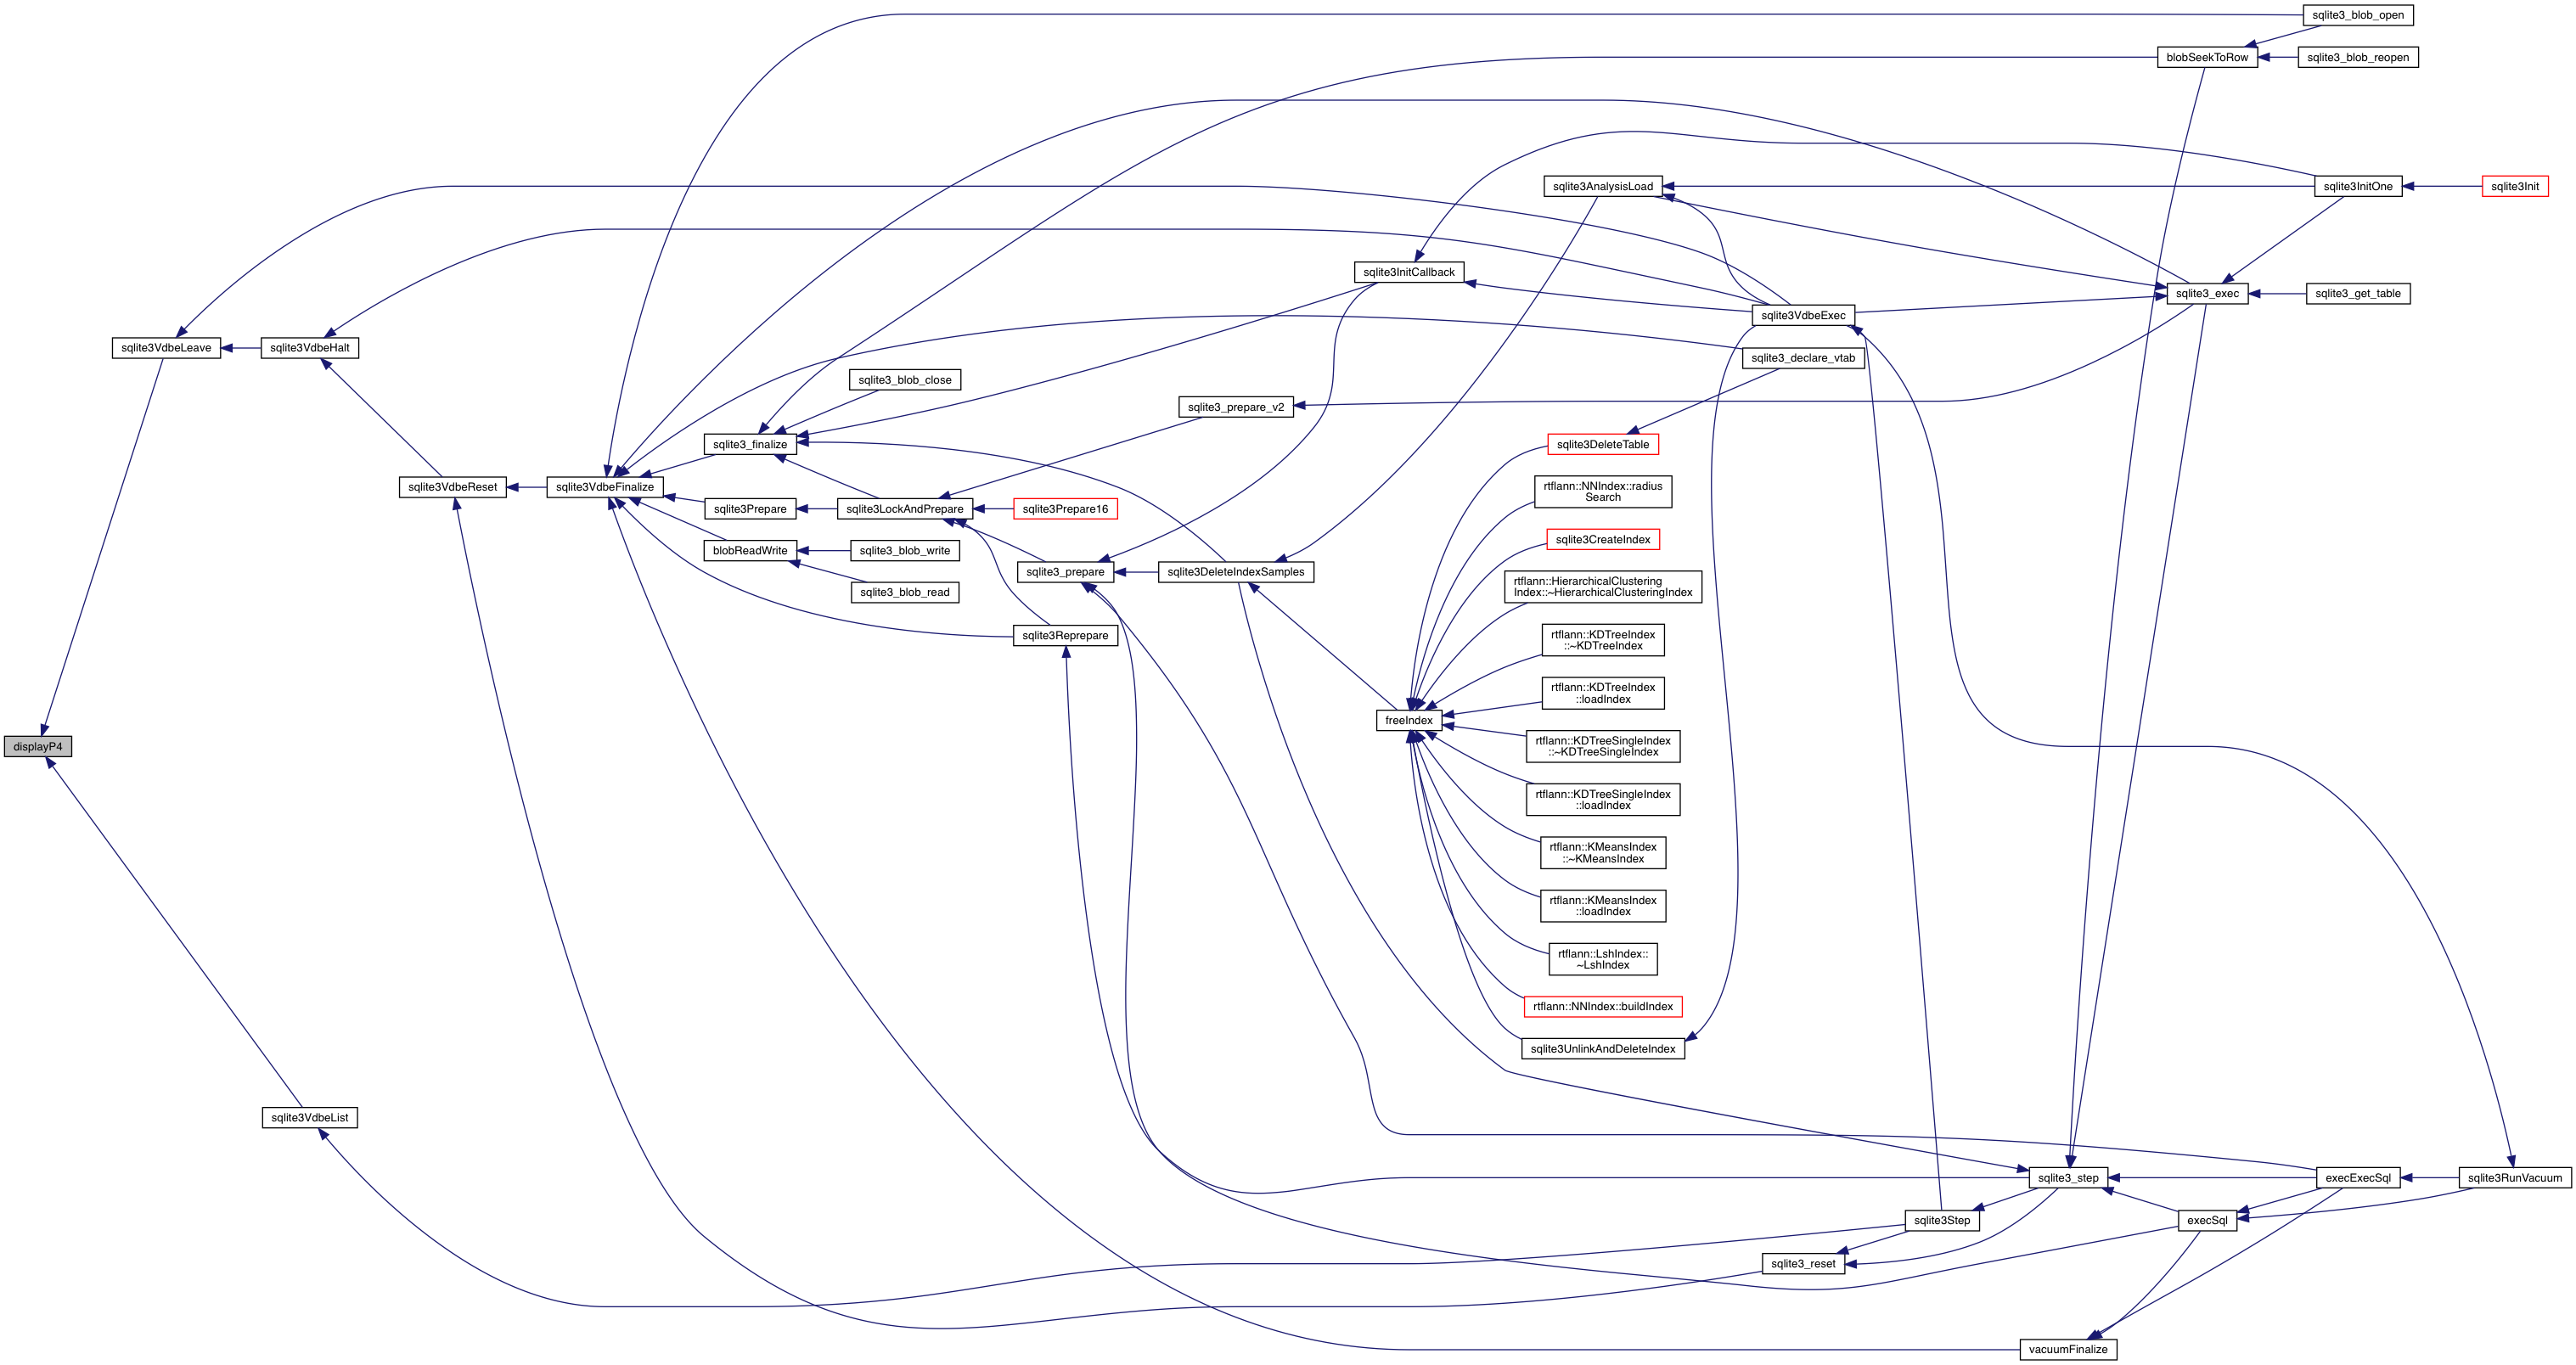 displayP4
sqlite3VdbeLeave
sqlite3VdbeList
sqlite3VdbeHalt
sqlite3VdbeReset
sqlite3VdbeFinalize
sqlite3_finalize
sqlite3Prepare
blobReadWrite
sqlite3_blob_close
sqlite3LockAndPrepare
sqlite3_blob_write
sqlite3_blob_read
sqlite3Prepare16
sqlite3_prepare
sqlite3Reprepare
sqlite3_prepare_v2
sqlite3DeleteIndexSamples
sqlite3InitCallback
freeIndex
sqlite3AnalysisLoad
sqlite3DeleteTable
rtflann::NNIndex::radius
Search
sqlite3CreateIndex
rtflann::HierarchicalClustering
Index::~HierarchicalClusteringIndex
rtflann::KDTreeIndex
::~KDTreeIndex
rtflann::KDTreeIndex
::loadIndex
rtflann::KDTreeSingleIndex
::~KDTreeSingleIndex
rtflann::KDTreeSingleIndex
::loadIndex
rtflann::KMeansIndex
::~KMeansIndex
rtflann::KMeansIndex
::loadIndex
rtflann::LshIndex::
~LshIndex
rtflann::NNIndex::buildIndex
sqlite3UnlinkAndDeleteIndex
sqlite3VdbeExec
sqlite3_declare_vtab
sqlite3_reset
sqlite3Step
sqlite3_step
vacuumFinalize
blobSeekToRow
sqlite3_exec
execSql
sqlite3_blob_open
sqlite3_blob_reopen
sqlite3InitOne
sqlite3_get_table
execExecSql
sqlite3Init
sqlite3RunVacuum